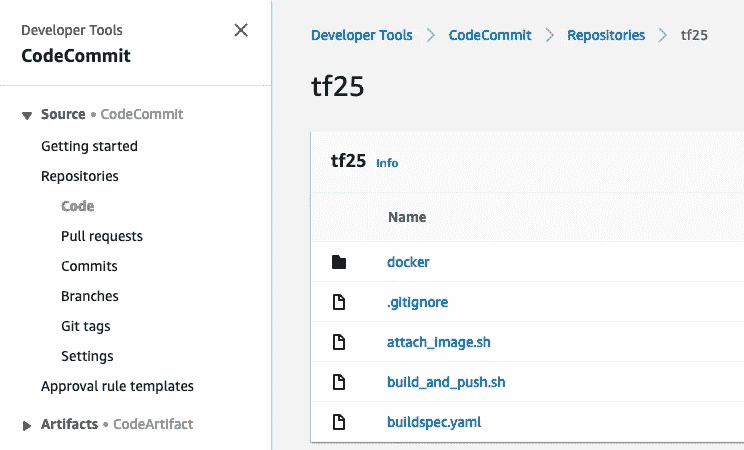 Developer Tools
CodeCommit
Source • CodeCommit
Getting started
Repositories
Code
Pull requests
Commits
Branches
Git tags
Settings
Approval rule templates
Artifacts • CodeArtifact
Developer Tools > CodeCommit > Repositories > tf25
tf25
tf25 Info
Name
docker
.gitignore
attach_image.sh
build_and_push.sh
buildspec.yaml